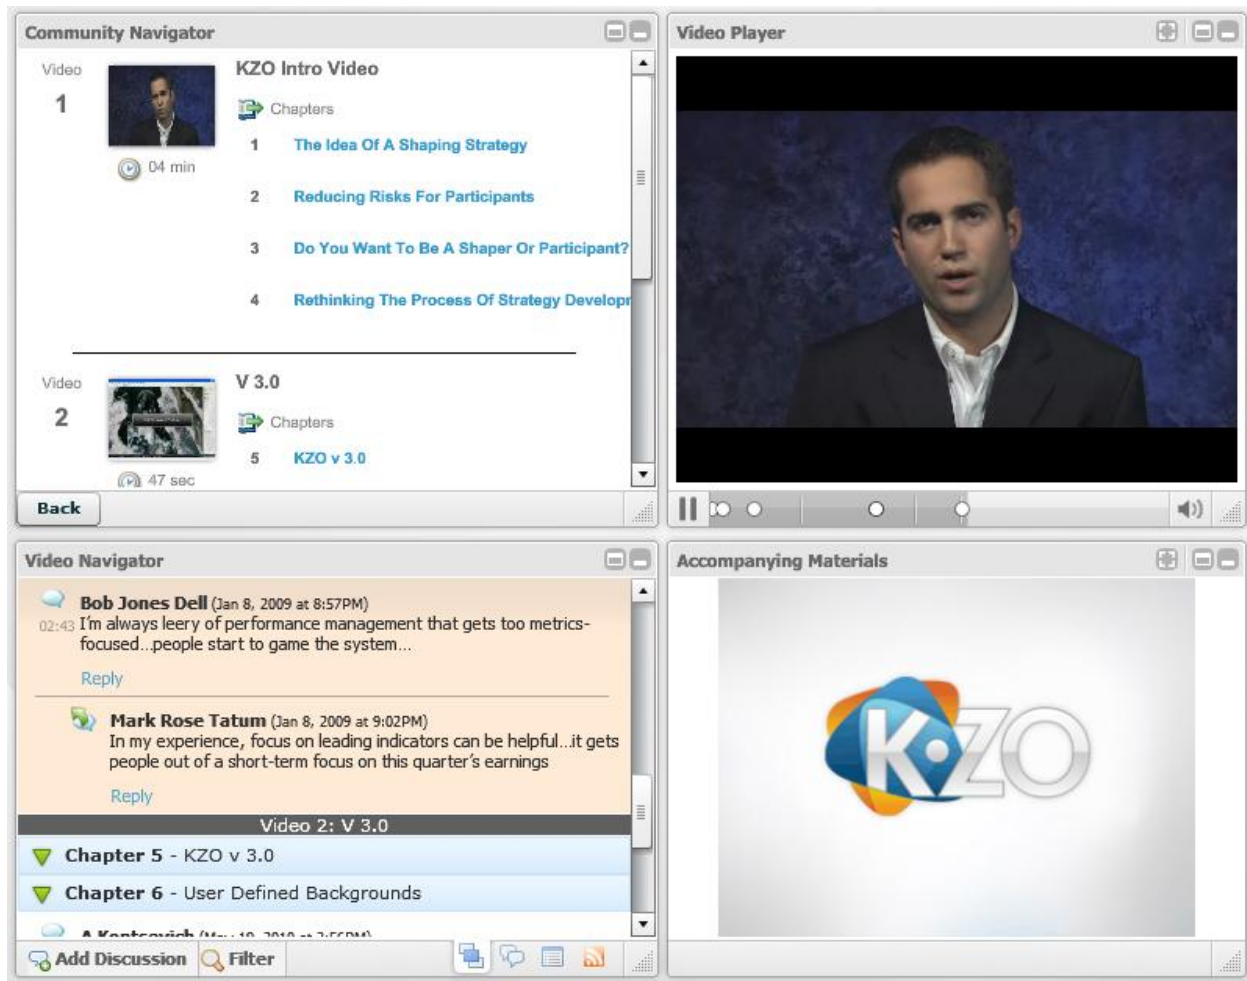 Community Navigator
Video
1
04 min
KZO Intro Video
Chapters
1 The Idea Of A Shaping Strategy
2 Reducing Risks For Participants
3 Do You Want To Be A Shaper Or Participant?
4 Rethinking The Process Of Strategy Developm
Video
2
47 sec
V 3.0
Chapters
5 KZO v 3.0
Back
Video Player
Video Navigator
Bob Jones Dell (Jan 8, 2009 at 8:57PM)
02:43 I'm always leery of performance management that gets too metrics-
focused...people start to game the system...
Reply
Mark Rose Tatum (Jan 8, 2009 at 9:02PM)
In my experience, focus on leading indicators can be helpful...it gets
people out of a short-term focus on this quarter's earnings
Reply
Video 2: V 3.0
Chapter 5 - KZO v 3.0
Chapter 6 - User Defined Backgrounds
Add Discussion Filter
Accompanying Materials
K·ZO